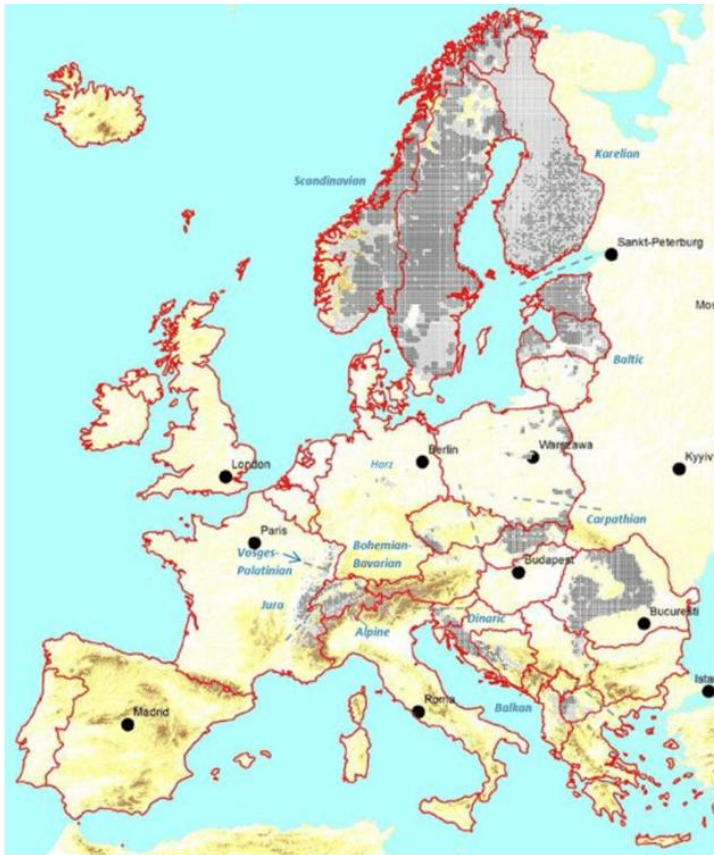 Karelian
Scandinavian
Sankt-Peterburg
Mos
Baltic
Berlin
Warszawa
London
Harz
Kyyiv
Paris
Carpathian
Vosges-
Palatinian
Bohemian-
Bavarian
Budapest
Jura
Dinaric
Bucuresti
Alpine
Ista
Roma
Balkan
Madrid